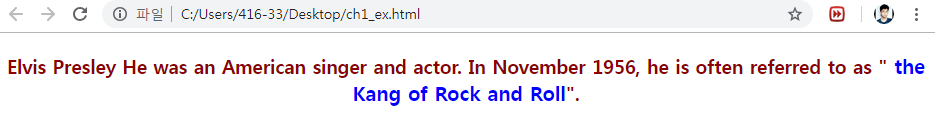 파일 | C:/Users/416-33/Desktop/ch1_ex.html
Elvis Presley He was an American singer and actor. In November 1956, he is often referred to as " the
Kang of Rock and Roll".